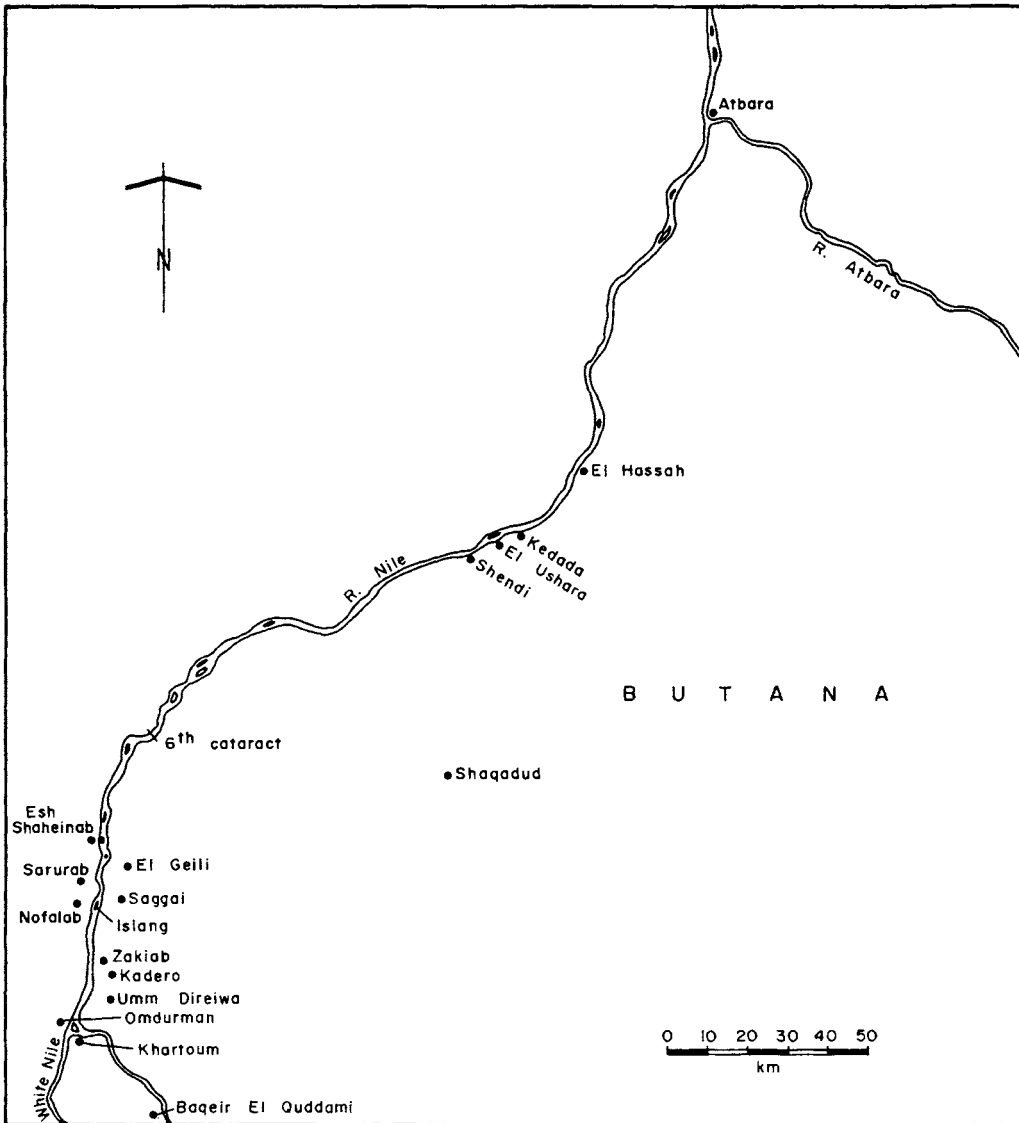 Atbara
N
R. Atbara
El Hassah
Kedada
El Ushara
Shendi
R. Nile
BUTANA
6th cataract
Shaqadud
Esh
Shaheinab
El Geili
Sarurab
Saggai
Nofalab
Islang
Zakiab
Kadero
Umm Direiwa
Omdurman
Khartoum
White Nile
Baqeir El Quddami
0 10 20 30 40 50
km